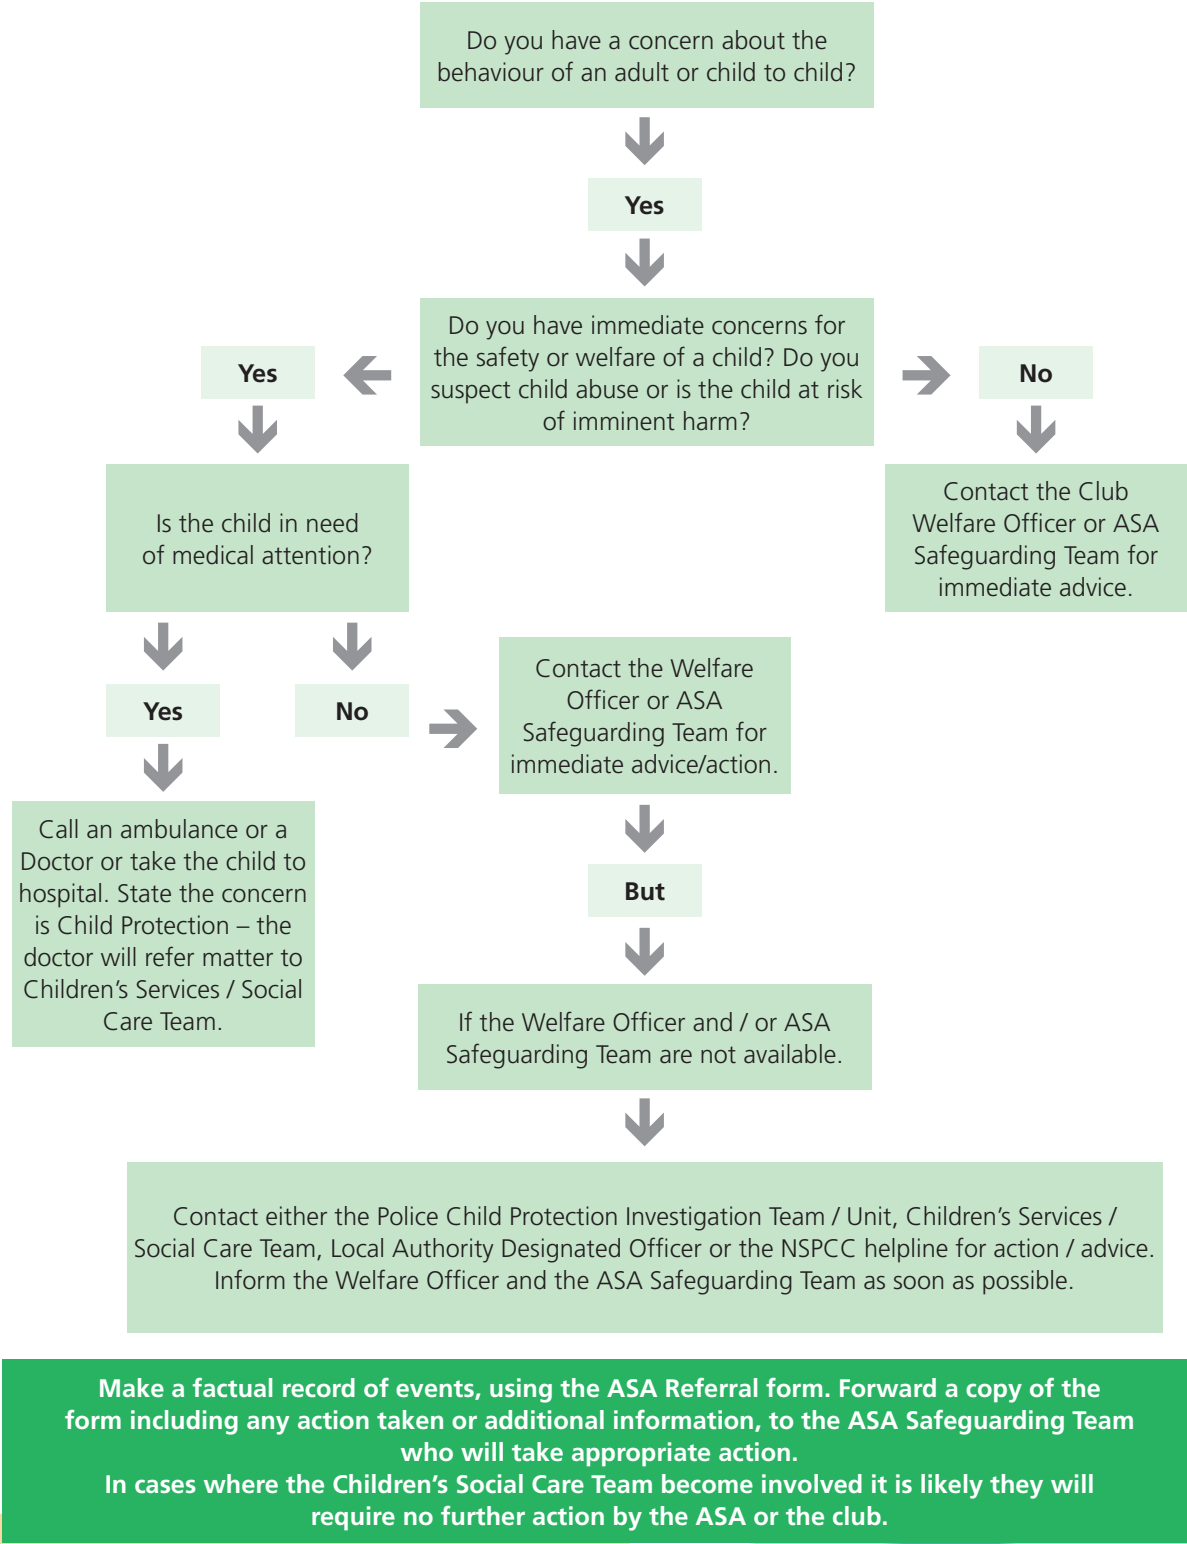 Do you have a concern about the
behaviour of an adult or child to child?
Yes
Do you have immediate concerns for
the safety or welfare of a child? Do you
suspect child abuse or is the child at risk
of imminent harm?
Yes
No
Is the child in need
of medical attention?
Contact the Club
Welfare Officer or ASA
Safeguarding Team for
immediate advice.
Yes
No
Contact the Welfare
Officer or ASA
Safeguarding Team for
immediate advice/action.
Call an ambulance or a
Doctor or take the child to
hospital. State the concern
is Child Protection – the
doctor will refer matter to
Children’s Services / Social
Care Team.
But
If the Welfare Officer and / or ASA
Safeguarding Team are not available.
Contact either the Police Child Protection Investigation Team / Unit, Children’s Services /
Social Care Team, Local Authority Designated Officer or the NSPCC helpline for action / advice.
Inform the Welfare Officer and the ASA Safeguarding Team as soon as possible.
Make a factual record of events, using the ASA Referral form. Forward a copy of the
form including any action taken or additional information, to the ASA Safeguarding Team
who will take appropriate action.
In cases where the Children’s Social Care Team become involved it is likely they will
require no further action by the ASA or the club.